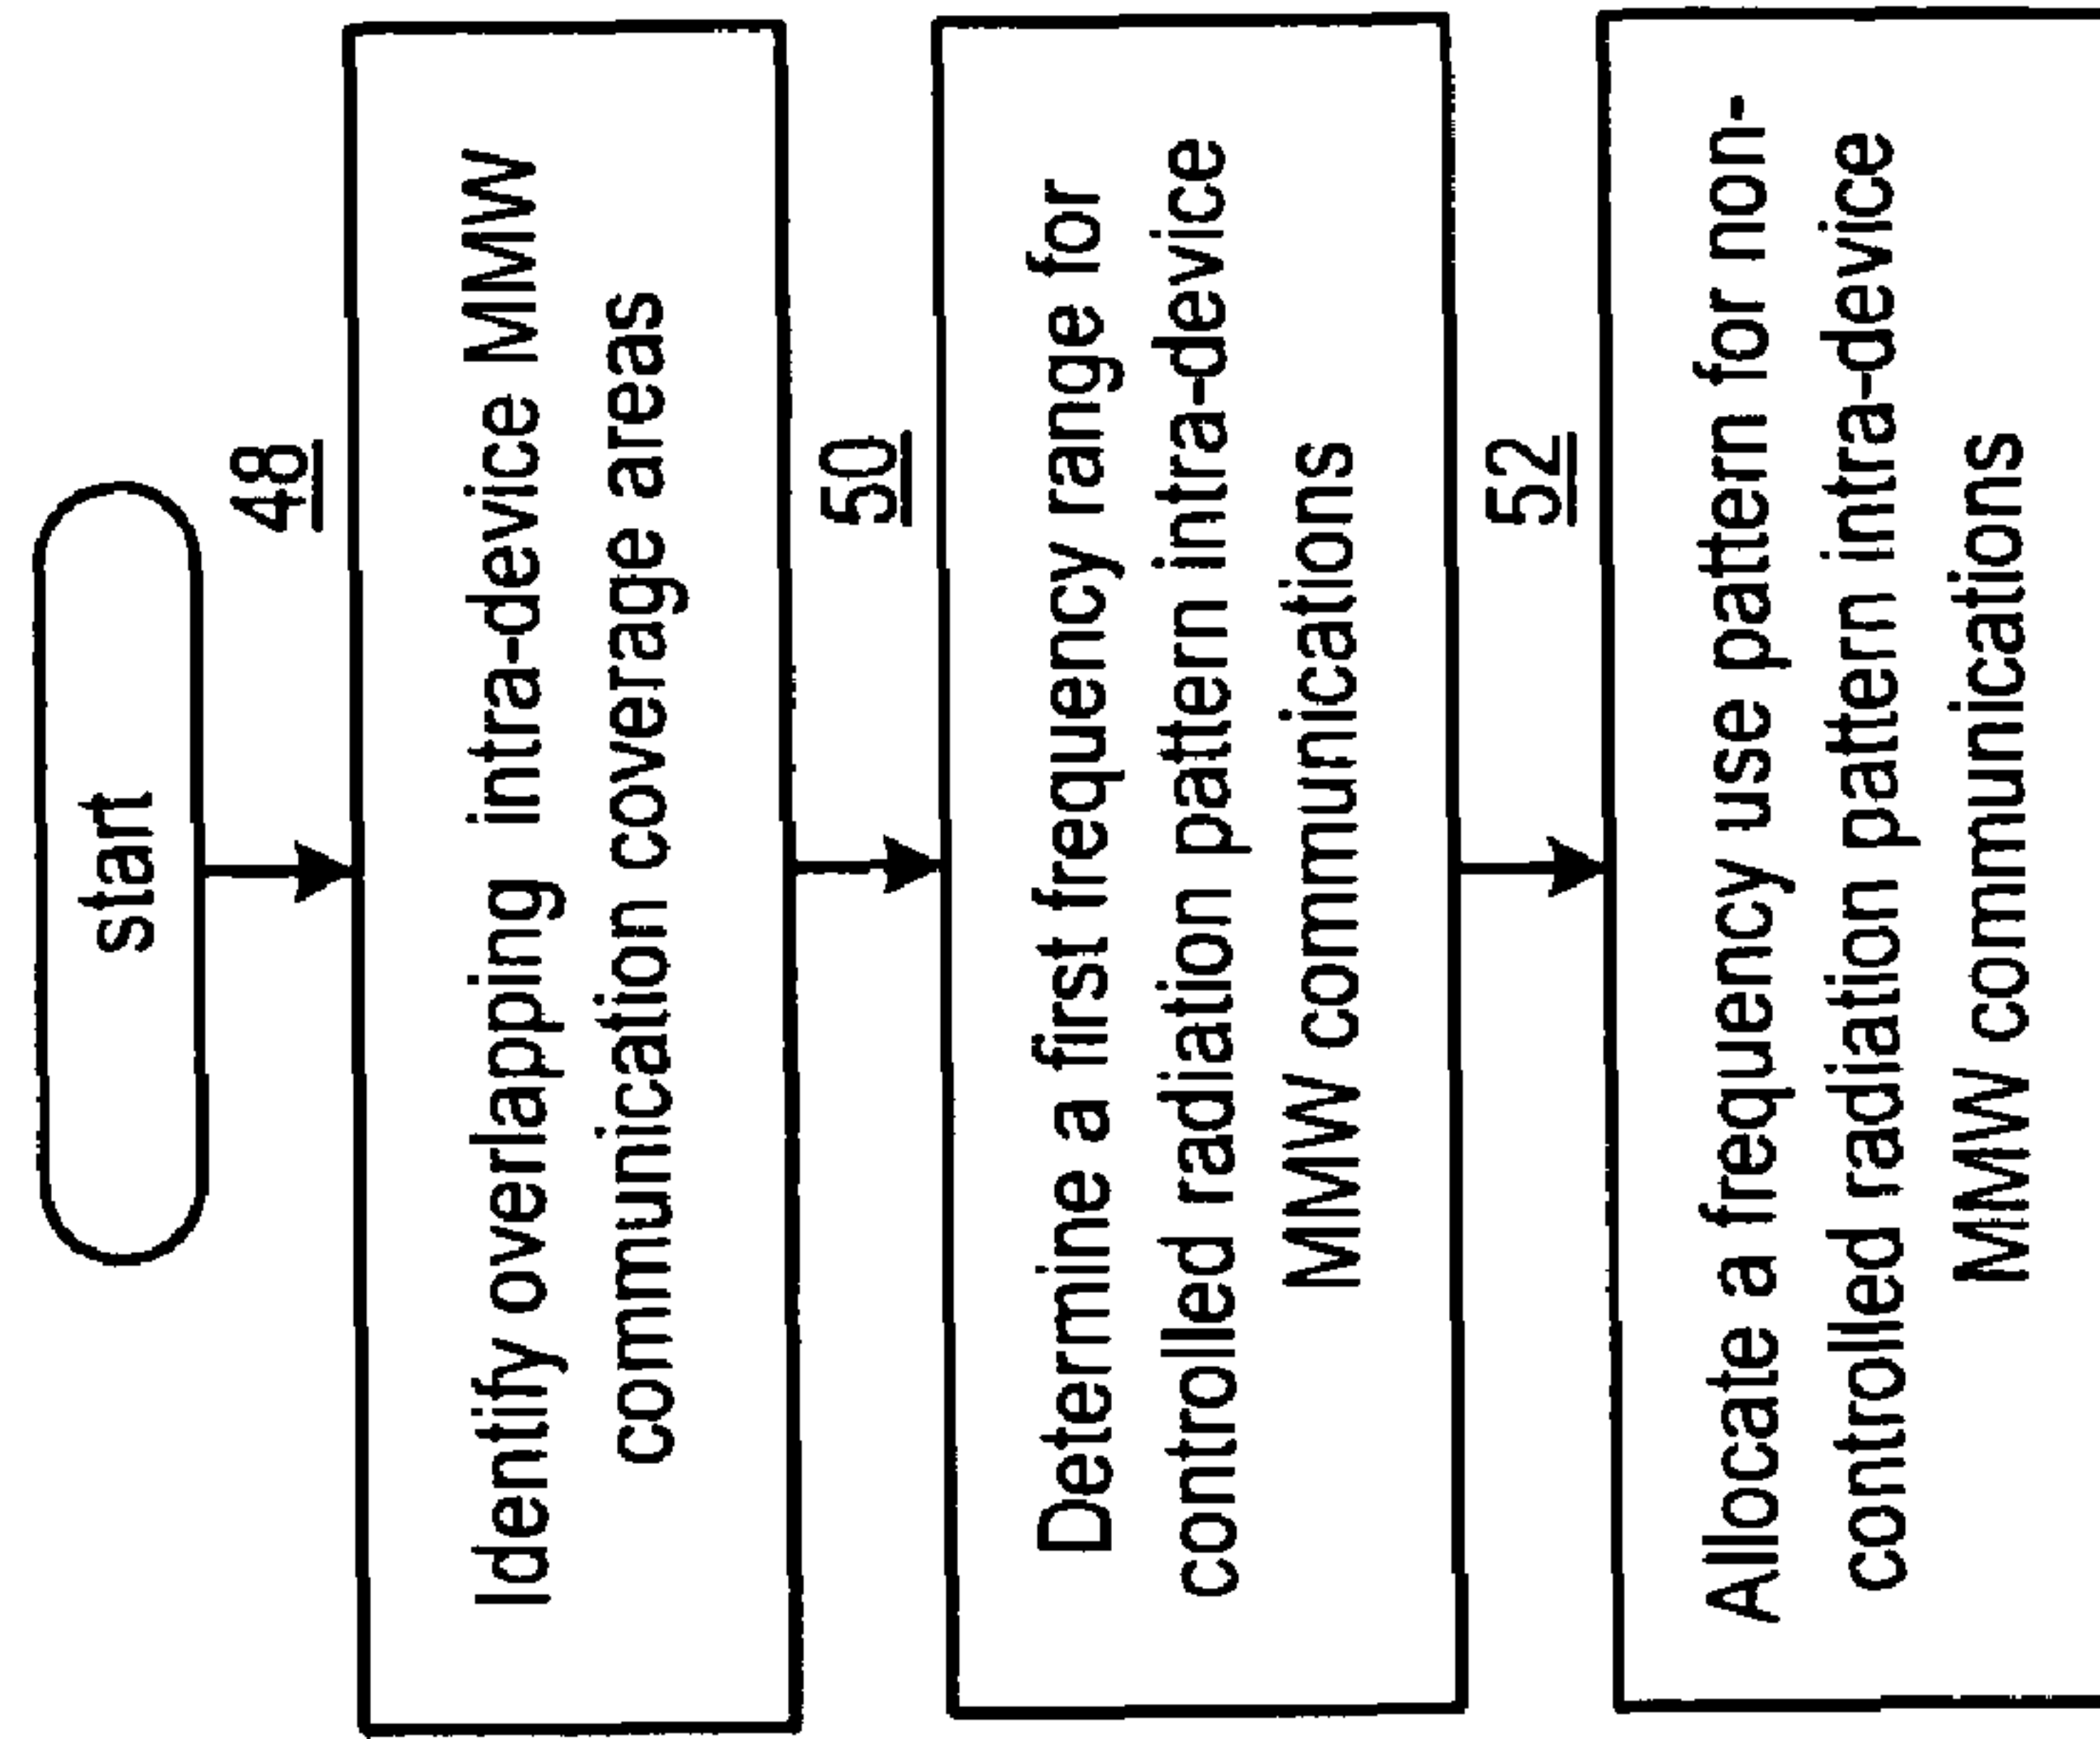 start
48
Identify overlapping intra-device MMW
communication coverage areas
50
Determine a first frequency range for
controlled radiation pattern intra-device
MMW communications
52
Allocate a frequency use pattern for non-
controlled radiation pattern intra-device
MMW communications